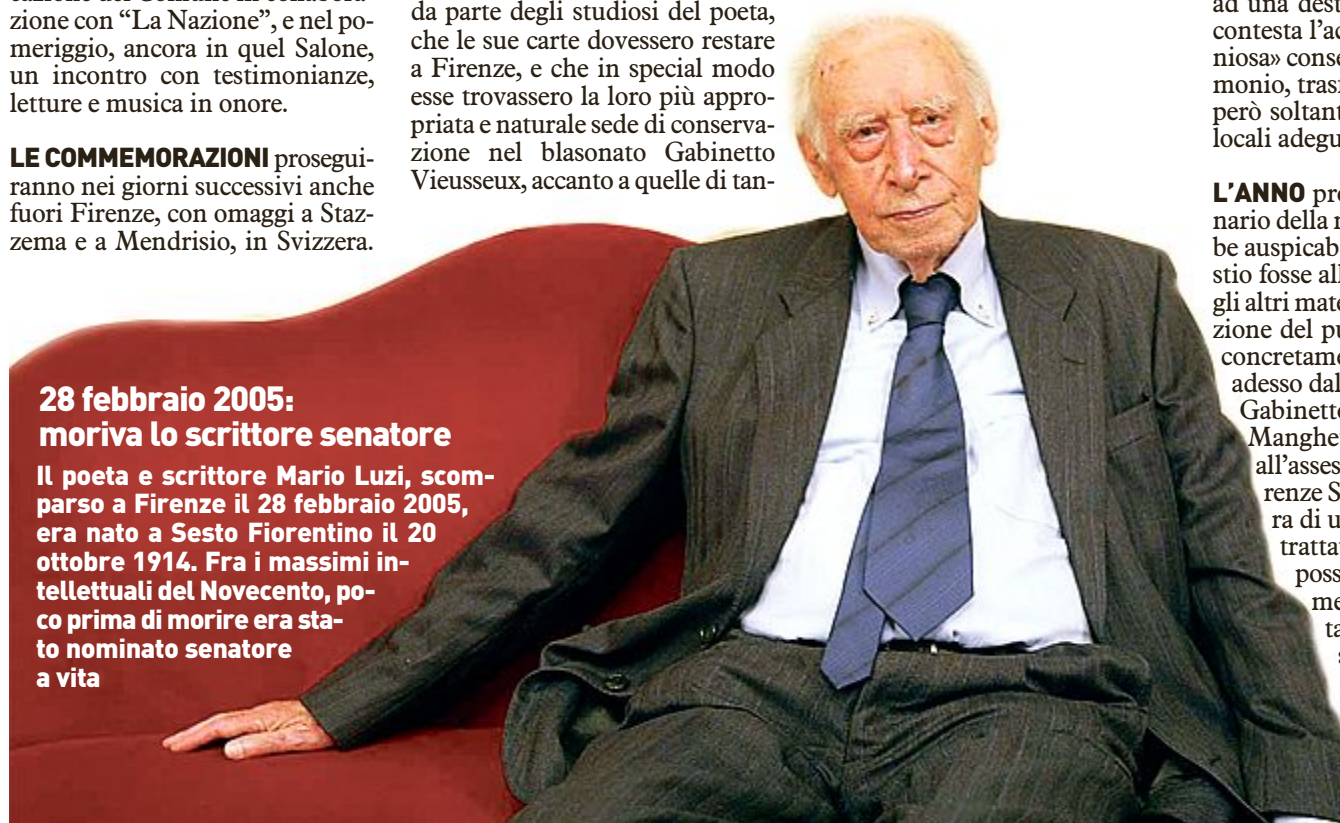 del Comune in collabora-
zione con “La Nazione”, e nel po-
meriggio, ancora in quel Salone,
un incontro con testimonianze,
letture e musica in onore.
LE COMMEMORAZIONI prosegui-
ranno nei giorni successivi anche
fuori Firenze, con omaggi a Staz-
zema e a Mendrisio, in Svizzera.
da parte degli studiosi del poeta,
che le sue carte dovessero restare
a Firenze, e che in special modo
esse trovassero la loro più appro-
priata e naturale sede di conserva-
zione nel blasonato Gabinetto
Vieusseux, accanto a quelle di tan-
28 febbraio 2005:
moriva lo scrittore senatore
Il poeta e scrittore Mario Luzi, scom-
parso a Firenze il 28 febbraio 2005,
era nato a Sesto Fiorentino il 20
ottobre 1914. Fra i massimi in-
tellettuali del Novecento, po-
co prima di morire era sta-
to nominato senatore
a vita
ad una dest
contesta l’ac
niosa» conse
monio, tras
però soltant
locali adegu
L’ANNO pro
nario della n
be auspicab
stio fosse all
gli altri mate
zione del pu
concretame
adesso dal
Gabinetto
Manghe
all’asses
renze S
ra di u
tratta
poss
me
ta